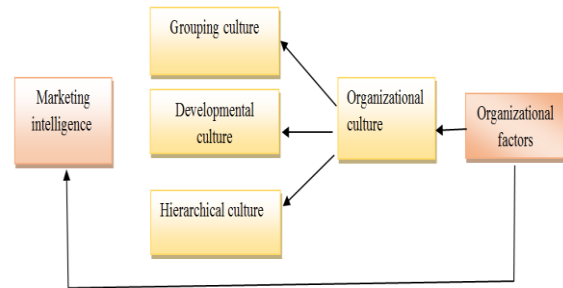 Grouping culture
Marketing
intelligence
Developmental
culture
Organizational
culture
Organizational
factors
Hierarchical culture